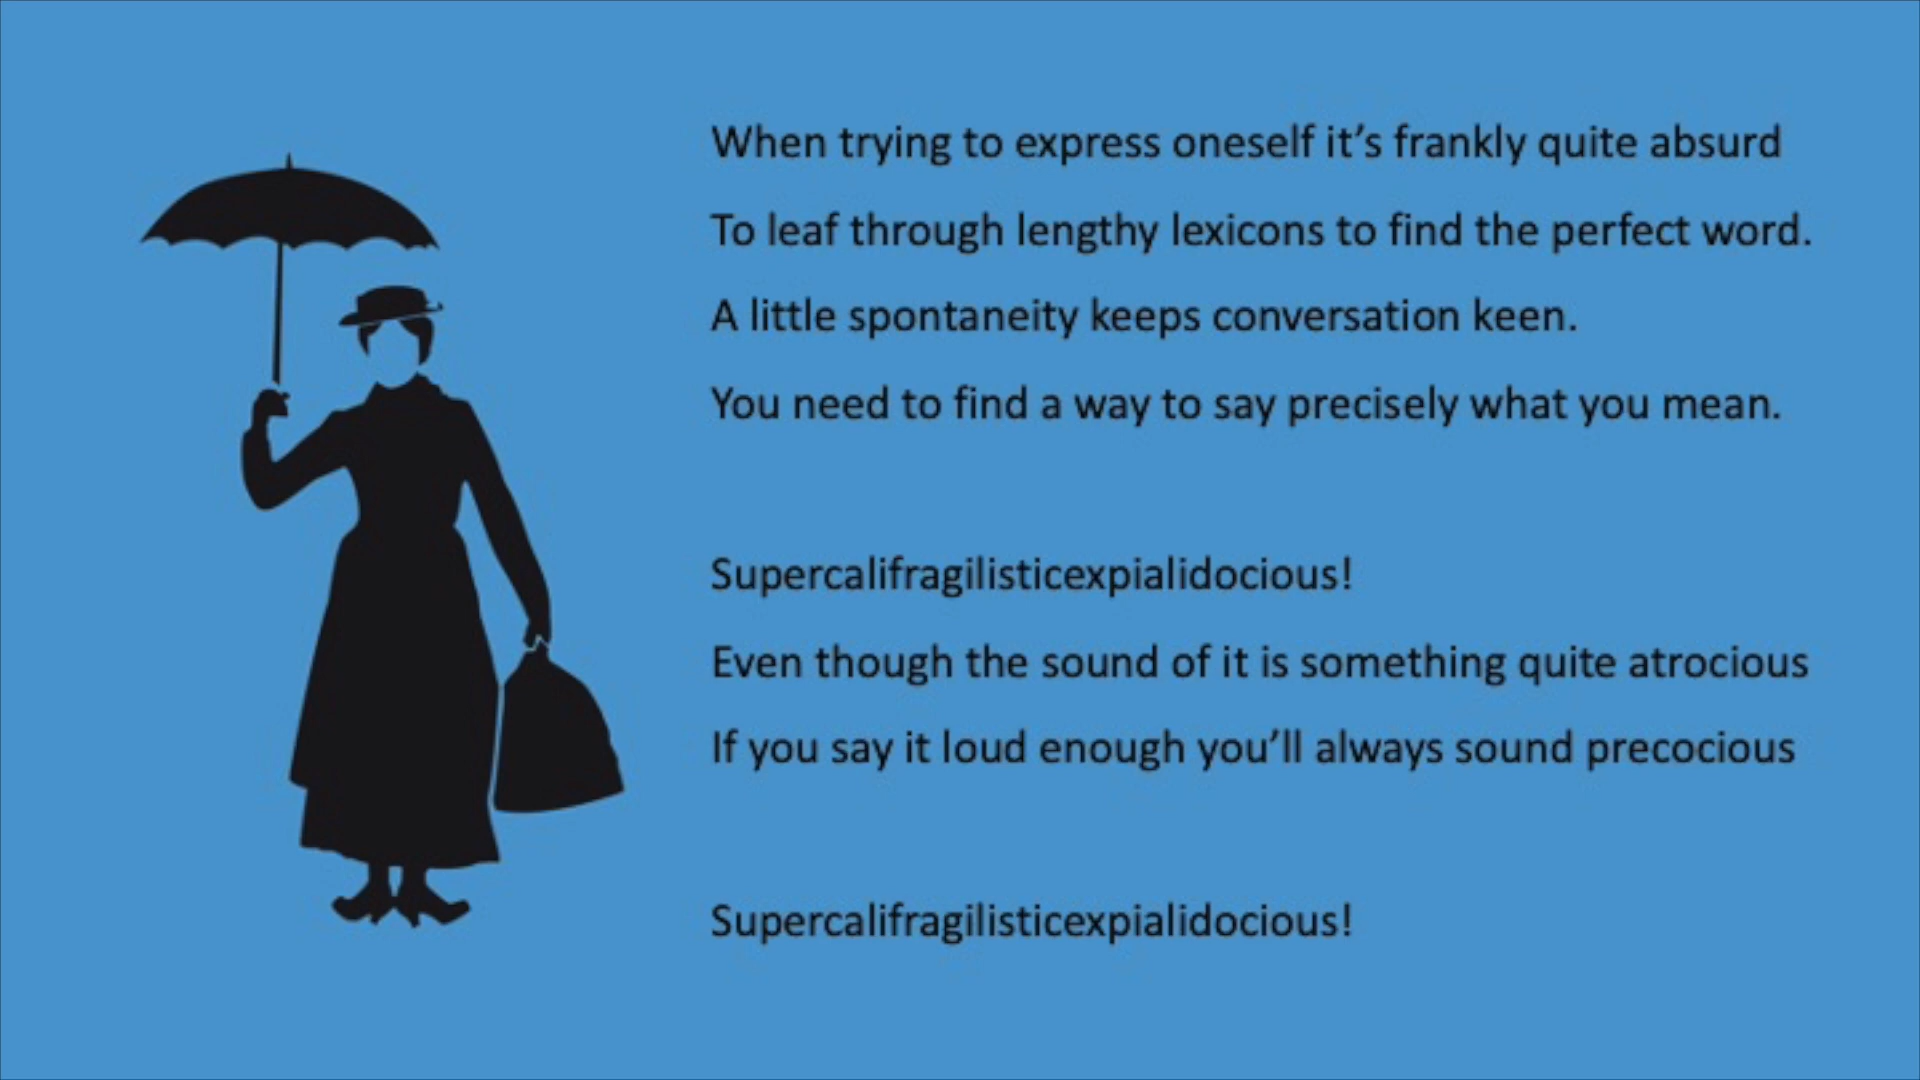 When trying to express oneself it’s frankly quite absurd
To leaf through lengthy lexicons to find the perfect word.
A little spontaneity keeps conversation keen.
You need to find a way to say precisely what you mean.
Supercalifragilisticexpialidocious!
Even though the sound of it is something quite atrocious
If you say it loud enough you’ll always sound precocious
Supercalifragilisticexpialidocious!